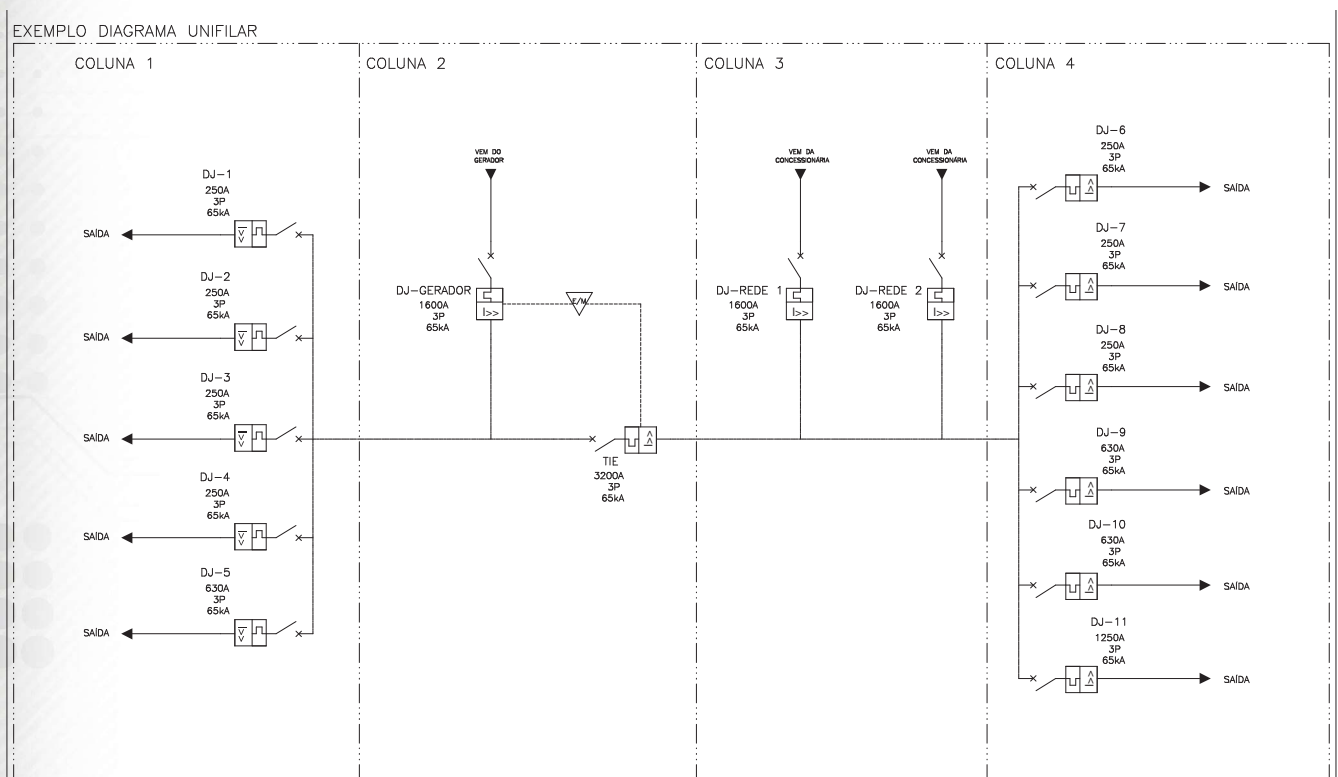 EXEMPLO DIAGRAMA UNIFILAR
COLUNA 1
DJ-1
250A
3P
65kA
SAÍDA
DJ-2
250A
3P
65kA
SAÍDA
DJ-3
250A
3P
65kA
SAÍDA
DJ-4
250A
3P
65kA
SAÍDA
DJ-5
630A
3P
65kA
SAÍDA
COLUNA 2
VEM DO
GERADOR
DJ-GERADOR
1600A
3P
65kA
I>>
E/M
TIE
3200A
3P
65kA
COLUNA 3
VEM DA
CONCESSIONÁRIA
DJ-REDE 1
1600A
3P
65kA
I>>
VEM DA
CONCESSIONÁRIA
DJ-REDE 2
1600A
3P
65kA
I>>
COLUNA 4
DJ-6
250A
3P
65kA
SAÍDA
DJ-7
250A
3P
65kA
SAÍDA
DJ-8
250A
3P
65kA
SAÍDA
DJ-9
630A
3P
65kA
SAÍDA
DJ-10
630A
3P
65kA
SAÍDA
DJ-11
1250A
3P
65kA
SAÍDA